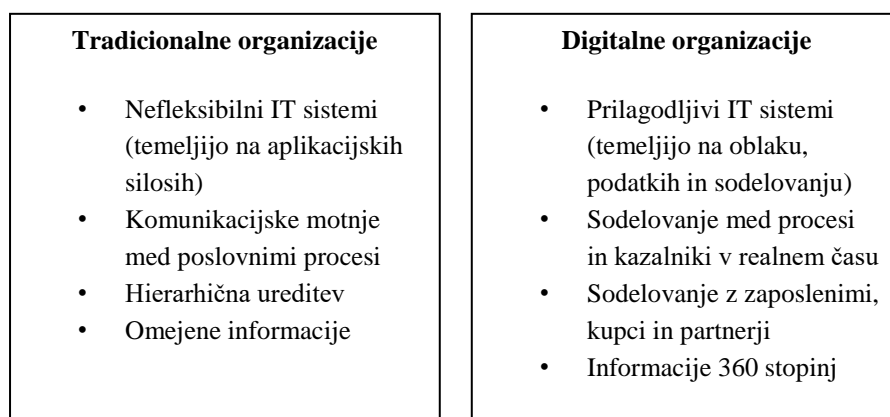 Tradicionalne organizacije
• Nefleksibilni IT sistemi
(temeljijo na aplikacijskih
silosih)
• Komunikacijske motnje
med poslovnimi procesi
• Hierarhična ureditev
• Omejene informacije
Digitalne organizacije
• Prilagodljivi IT sistemi
(temeljijo na oblaku,
podatkih in sodelovanju)
• Sodelovanje med procesi
in kazalniki v realnem času
• Sodelovanje z zaposlenimi,
kupci in partnerji
• Informacije 360 stopinj